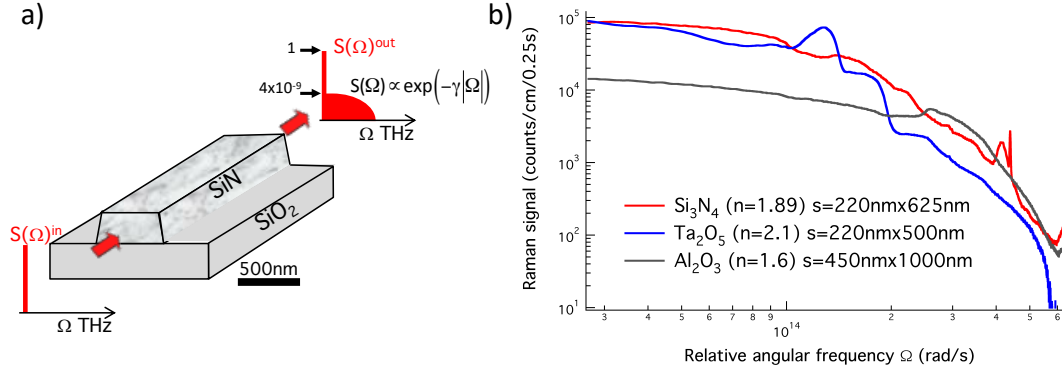 a)
1
S(Ω)out
4x10-9
S(Ω) ∝ exp(−γ|Ω|)
Ω THz
SiN
SiO2
S(Ω)in
500nm
Ω THz
b)
Raman signal (counts/cm/0.25s)
10^5
10^4
10^3
10^2
10^1
Si3N4 (n=1.89) s=220nmx625nm
Ta2O5 (n=2.1) s=220nmx500nm
Al2O3 (n=1.6) s=450nmx1000nm
3 4 5 6 7 8 9 10^14 2 3 4 5 6
Relative angular frequency Ω (rad/s)